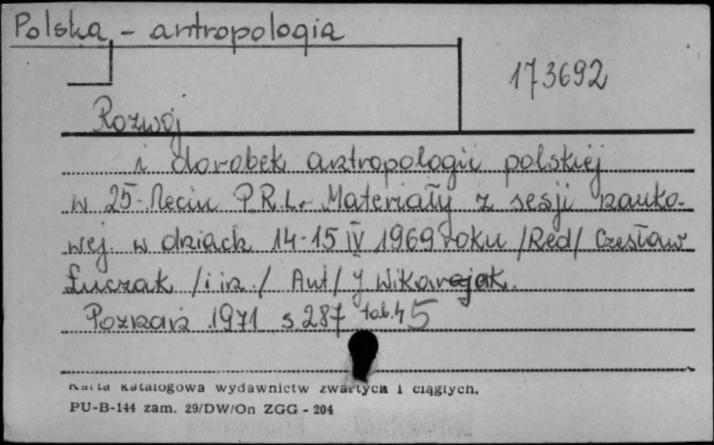 Polska - antropologia
173692
Rozwój
i dorobek antropologii polskiej
w 25-leciu P.R.L. Materiały z sesji nauko-
wej w dniach 14-15 IV 1969 roku /Red/ Czesław
Łuczak /i in./ Aut/ J Wikarejak.
Poznań 1971 s 287 tab. 45
Karta katalogowa wydawnictw zwartych i ciągłych.
PU-B-144 zam. 29/DW/On ZGG - 204